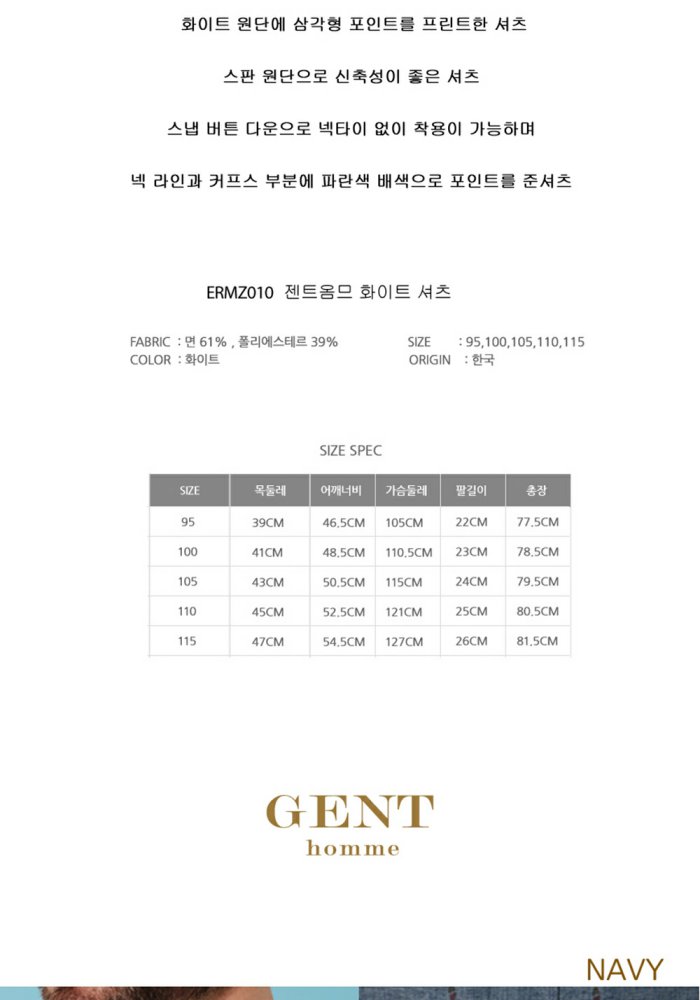 화이트 원단에 삼각형 포인트를 프린트한 셔츠
스판 원단으로 신축성이 좋은 셔츠
스냅 버튼 다운으로 넥타이 없이 착용이 가능하며
넥 라인과 커프스 부분에 파란색 배색으로 포인트를 준셔츠
ERMZ010 젠트옴므 화이트 셔츠
FABRIC : 면 61% , 폴리에스테르 39% SIZE : 95,100,105,110,115
COLOR : 화이트 ORIGIN : 한국
SIZE SPEC
SIZE 목둘레 어깨너비 가슴둘레 팔길이 총장
95 39CM 46.5CM 105CM 22CM 77.5CM
100 41CM 48.5CM 110.5CM 23CM 78.5CM
105 43CM 50.5CM 115CM 24CM 79.5CM
110 45CM 52.5CM 121CM 25CM 80.5CM
115 47CM 54.5CM 127CM 26CM 81.5CM
GENT
homme
NAVY